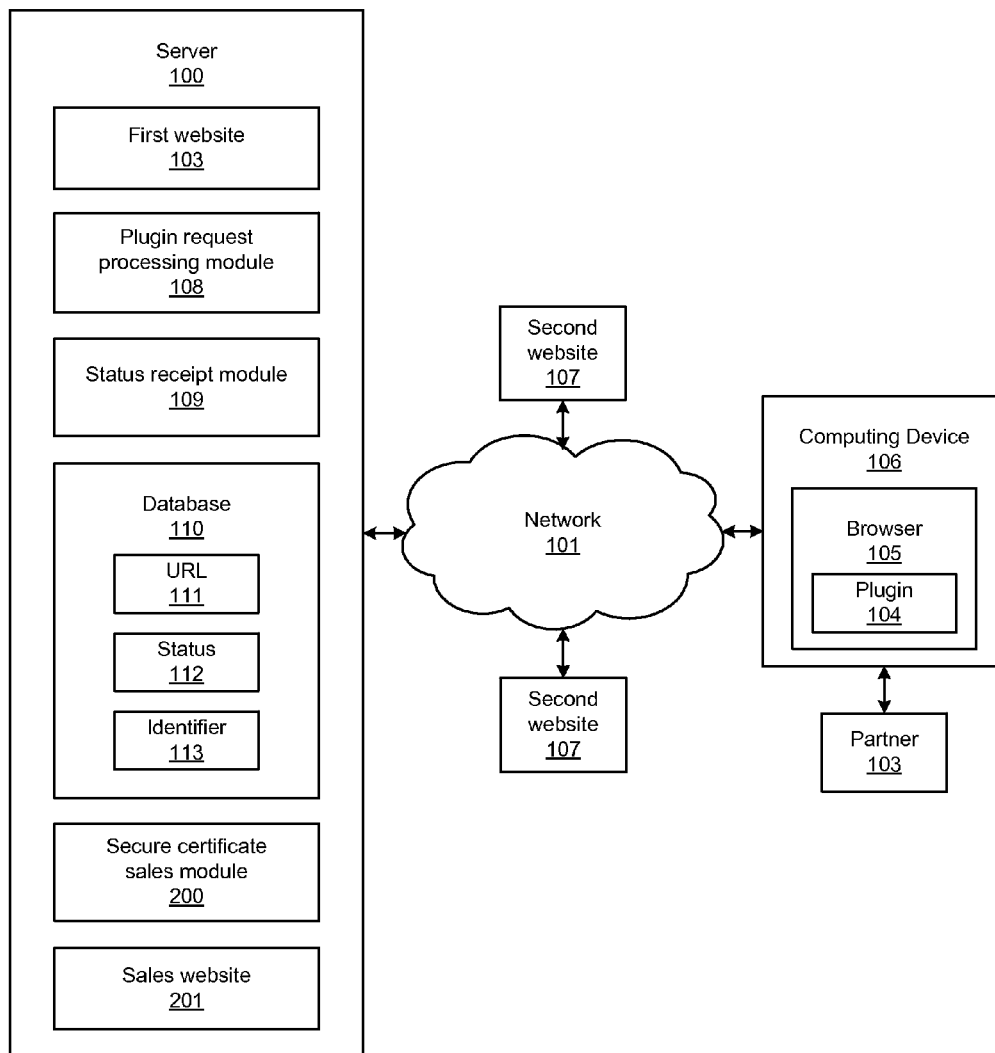 Server
100
First website
103
Plugin request
processing module
108
Status receipt module
109
Database
110
URL
111
Status
112
Identifier
113
Secure certificate
sales module
200
Sales website
201
Second
website
107
Network
101
Second
website
107
Computing Device
106
Browser
105
Plugin
104
Partner
103